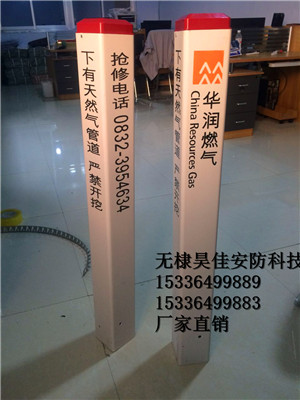 下有天然气管道 严禁开挖
抢修电话 0832-3954634
下有天然气管道 严禁开挖
华润燃气
China Resources Gas
无棣昊佳安防科技
15336499889
15336499883
厂家直销